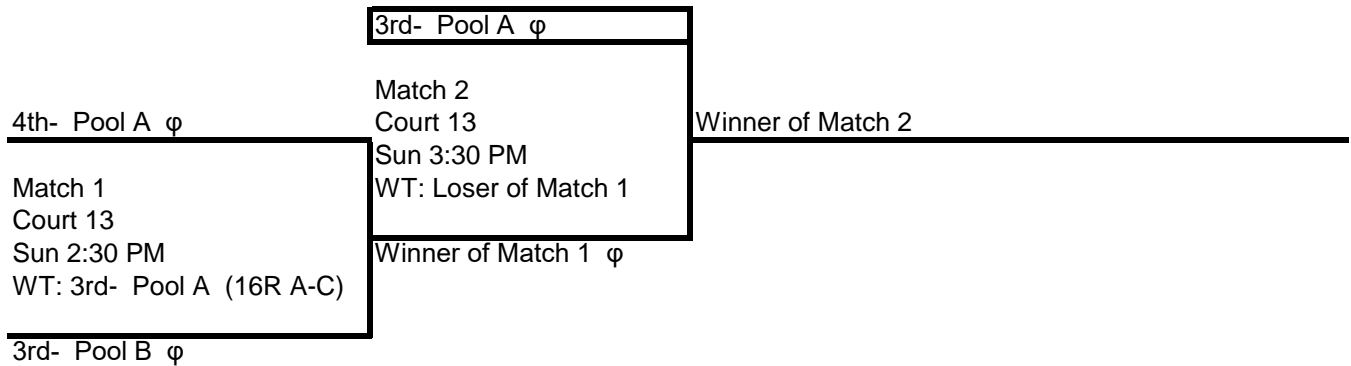 3rd-  Pool A  φ
Match 2
Court 13
Sun 3:30 PM
WT: Loser of Match 1
4th-  Pool A  φ
Winner of Match 2
Match 1
Court 13
Sun 2:30 PM
WT: 3rd-  Pool A  (16R A-C)
Winner of Match 1  φ
3rd-  Pool B  φ